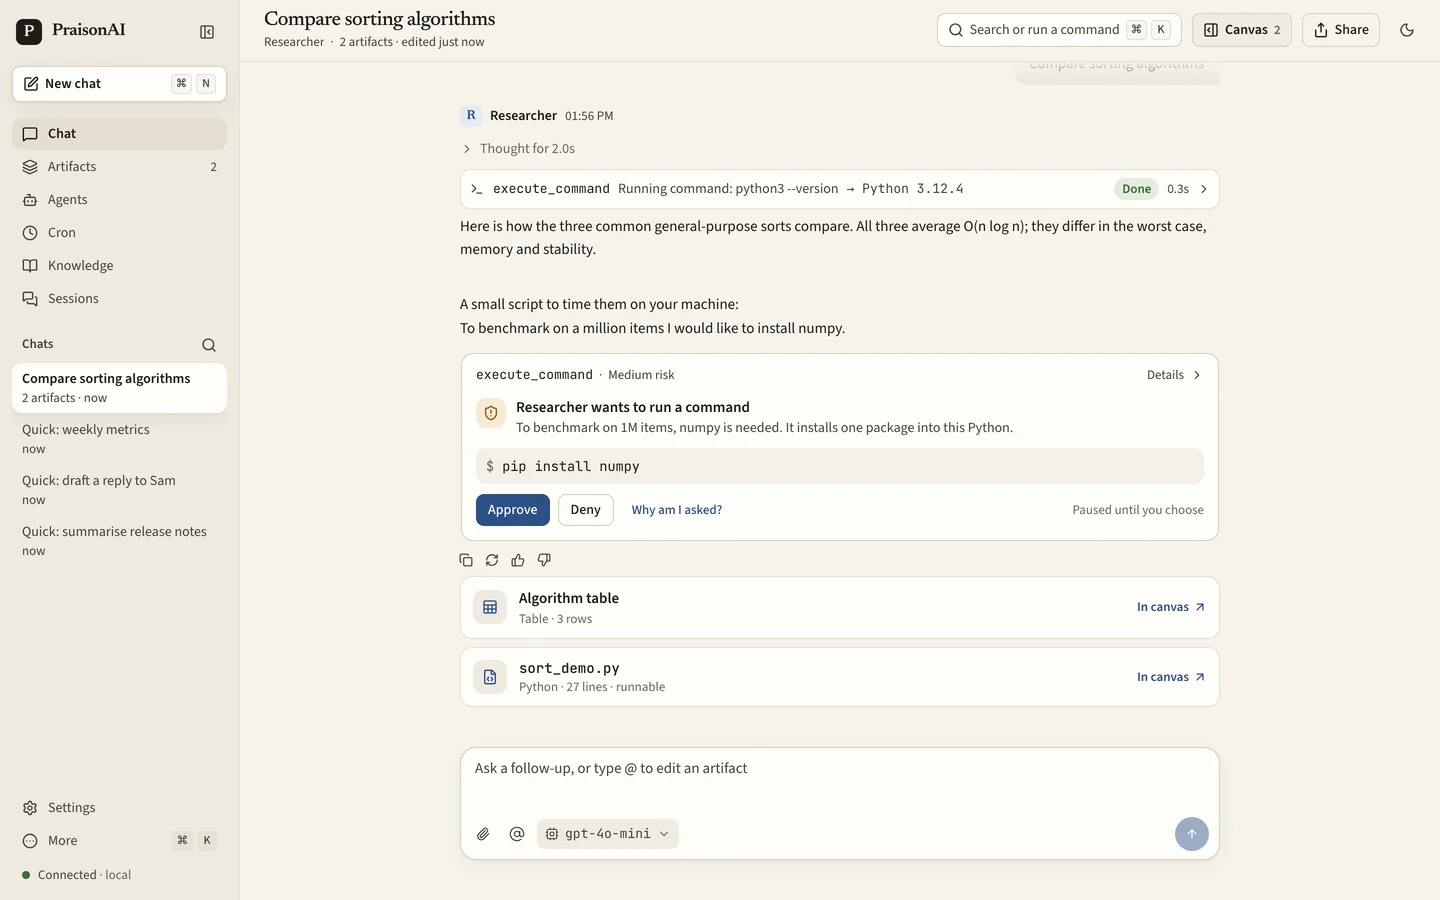 P PraisonAI
New chat ⌘ N
Chat
Artifacts 2
Agents
Cron
Knowledge
Sessions
Chats
Compare sorting algorithms
2 artifacts · now
Quick: weekly metrics
now
Quick: draft a reply to Sam
now
Quick: summarise release notes
now
Settings
More ⌘ K
Connected · local
Compare sorting algorithms
Researcher · 2 artifacts · edited just now
Search or run a command ⌘ K
Canvas 2
Share
Compare sorting algorithms
R Researcher 01:56 PM
Thought for 2.0s
>_ execute_command Running command: python3 --version → Python 3.12.4 Done 0.3s
Here is how the three common general-purpose sorts compare. All three average O(n log n); they differ in the worst case,
memory and stability.
A small script to time them on your machine:
To benchmark on a million items I would like to install numpy.
execute_command · Medium risk Details
Researcher wants to run a command
To benchmark on 1M items, numpy is needed. It installs one package into this Python.
$ pip install numpy
Approve Deny Why am I asked? Paused until you choose
Algorithm table
Table · 3 rows
In canvas
sort_demo.py
Python · 27 lines · runnable
In canvas
Ask a follow-up, or type @ to edit an artifact
gpt-4o-mini